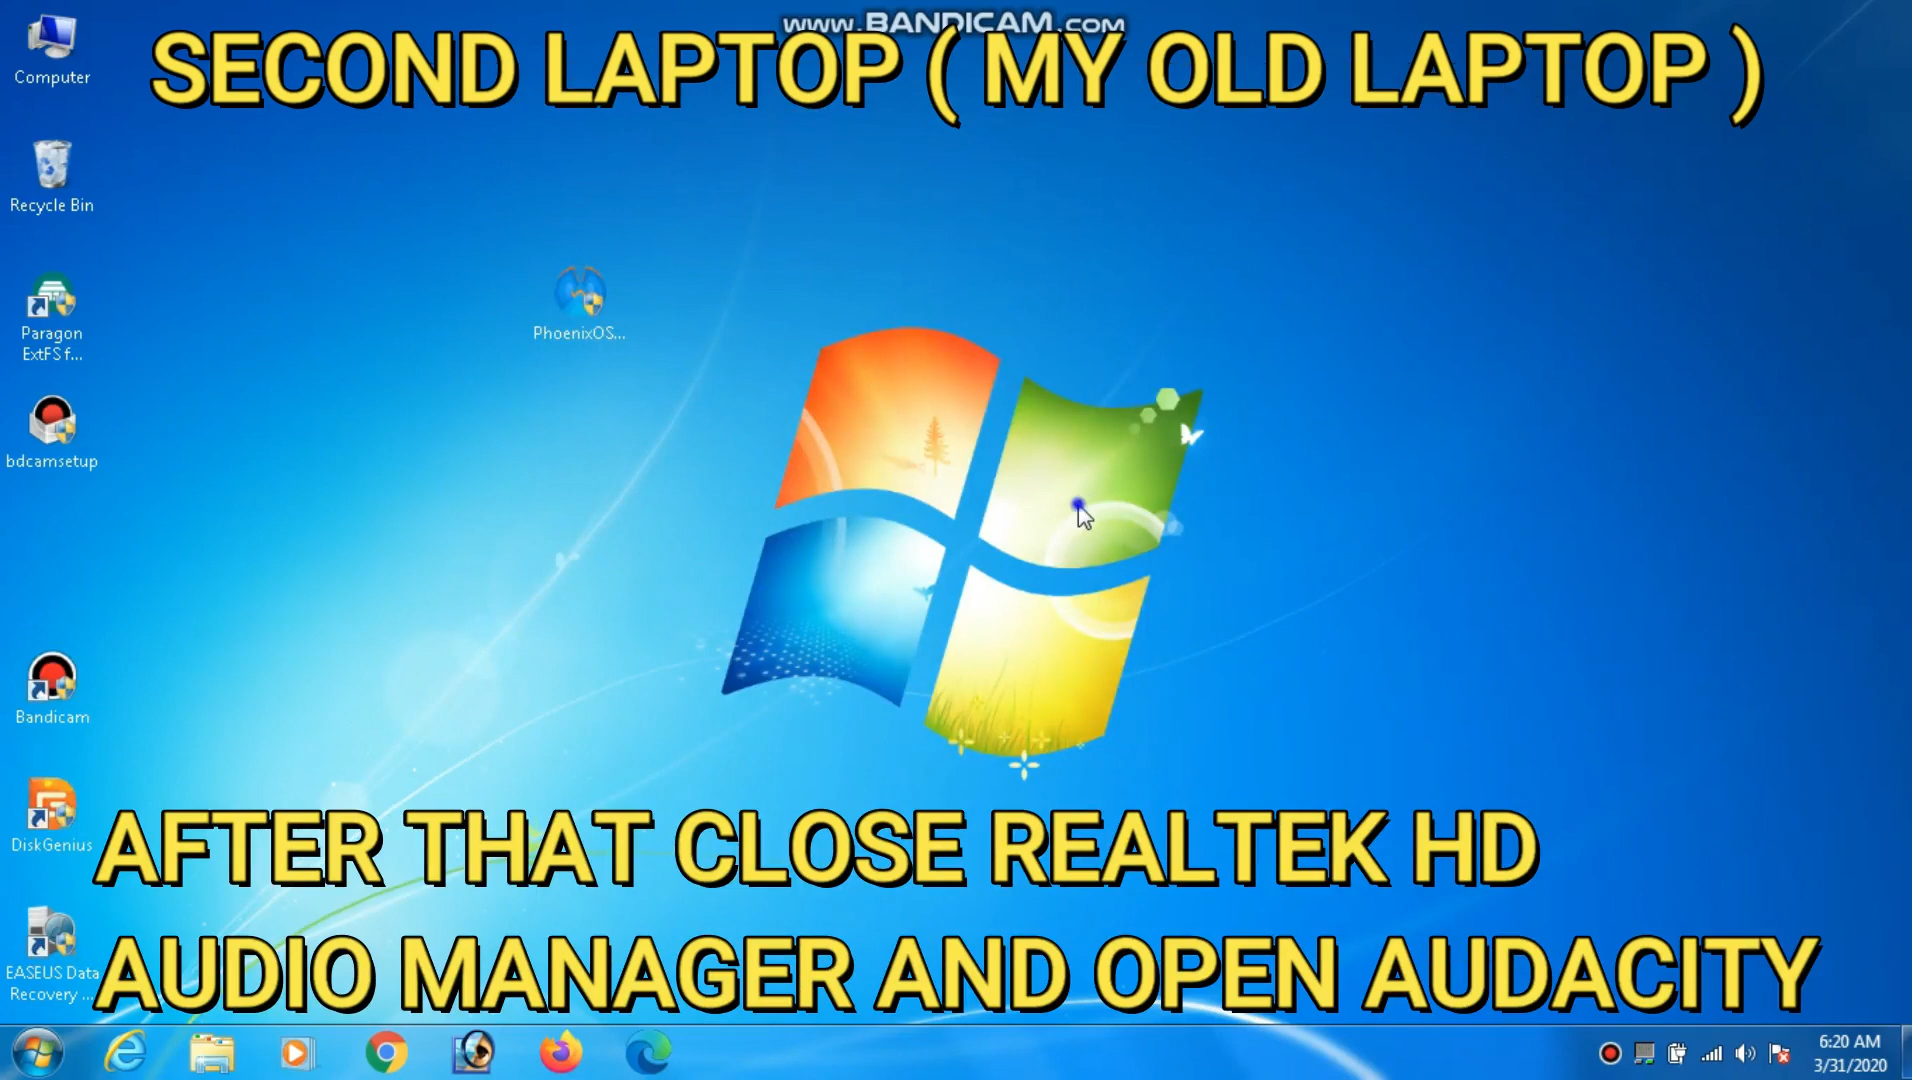 www.BANDICAM.com
SECOND LAPTOP ( MY OLD LAPTOP )
Computer
Recycle Bin
Paragon
ExtFS f...
PhoenixOS...
bdcamsetup
Bandicam
DiskGenius
EASEUS Data
Recovery ...
AFTER THAT CLOSE REALTEK HD
AUDIO MANAGER AND OPEN AUDACITY
6:20 AM
3/31/2020